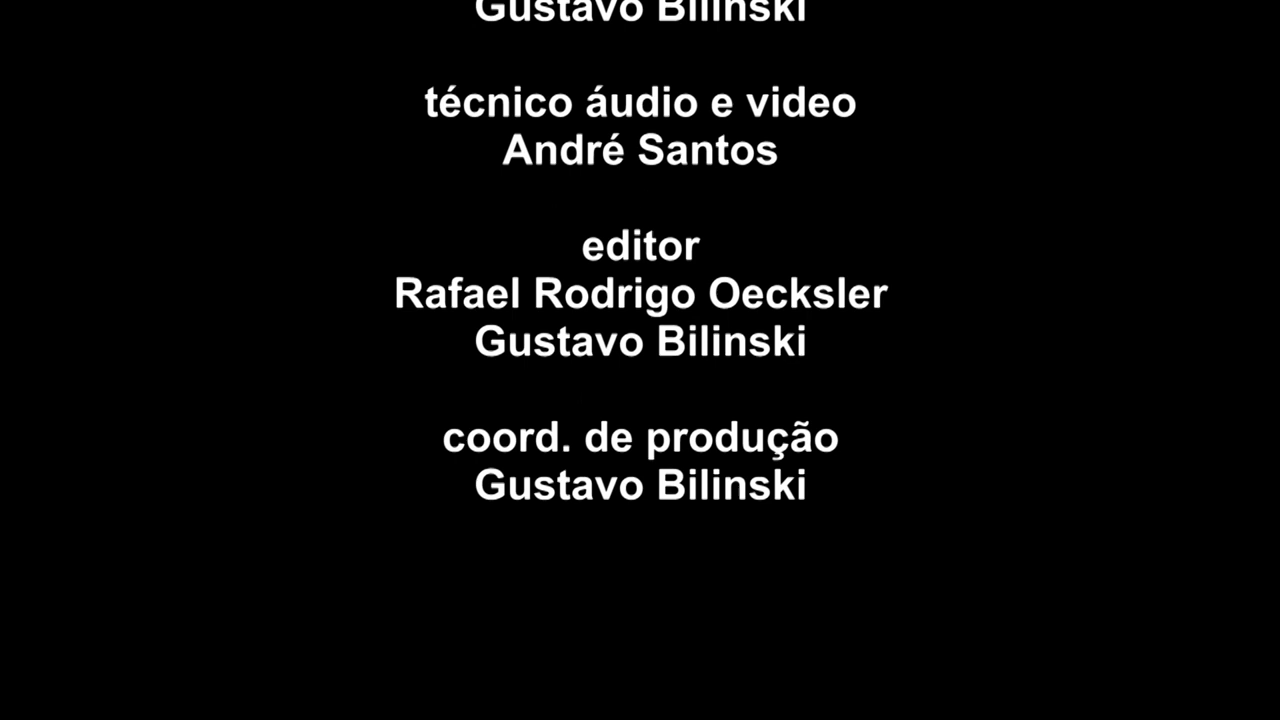 Gustavo Bilinski
técnico áudio e video
André Santos
editor
Rafael Rodrigo Oecksler
Gustavo Bilinski
coord. de produção
Gustavo Bilinski